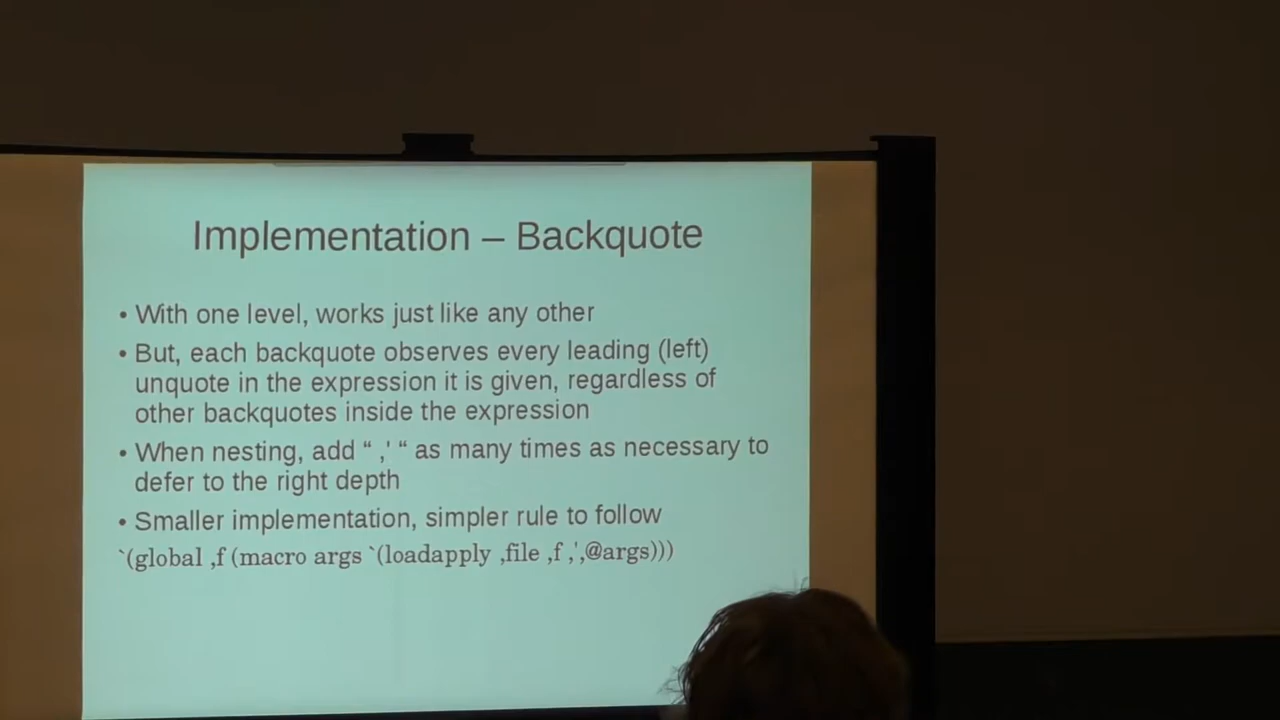 Implementation – Backquote
• With one level, works just like any other
• But, each backquote observes every leading (left)
unquote in the expression it is given, regardless of
other backquotes inside the expression
• When nesting, add “ ,' “ as many times as necessary to
defer to the right depth
• Smaller implementation, simpler rule to follow
`(global ,f (macro args `(loadapply ,file ,f ,',@args)))